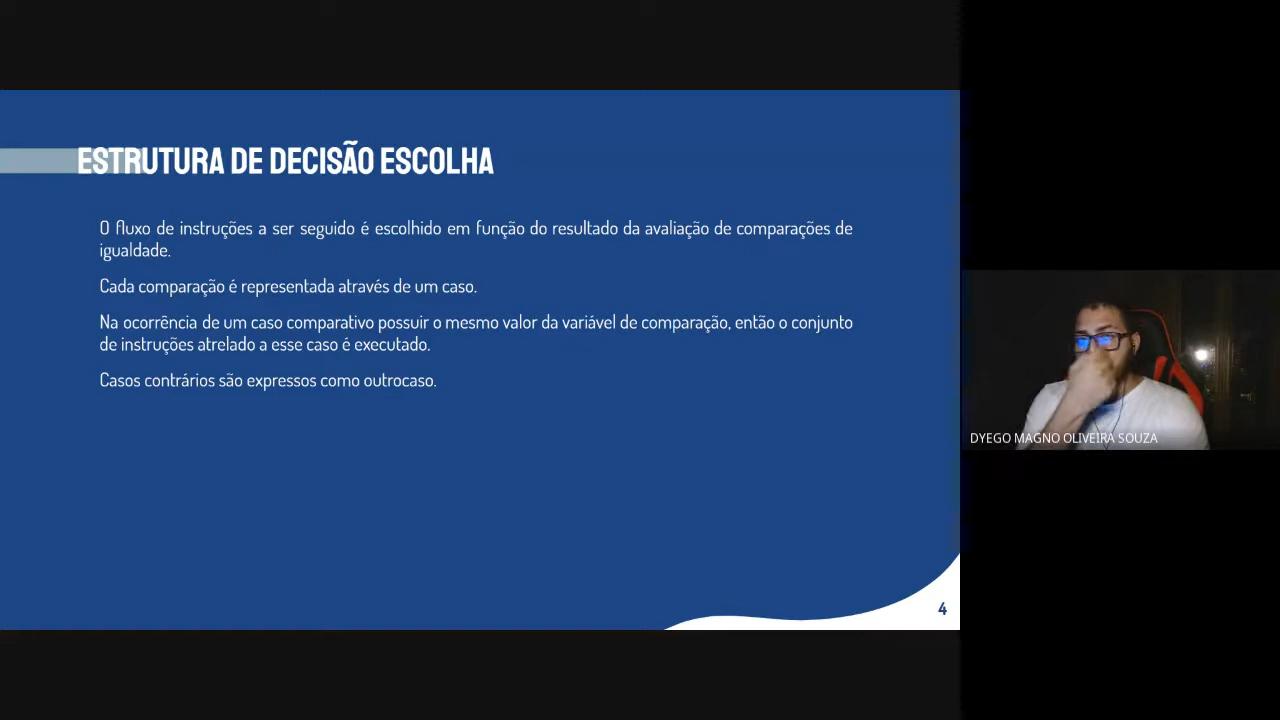 ESTRUTURA DE DECISÃO ESCOLHA
O fluxo de instruções a ser seguido é escolhido em função do resultado da avaliação de comparações de
igualdade.
Cada comparação é representada através de um caso.
Na ocorrência de um caso comparativo possuir o mesmo valor da variável de comparação, então o conjunto
de instruções atrelado a esse caso é executado.
Casos contrários são expressos como outrocaso.
4
DYEGO MAGNO OLIVEIRA SOUZA